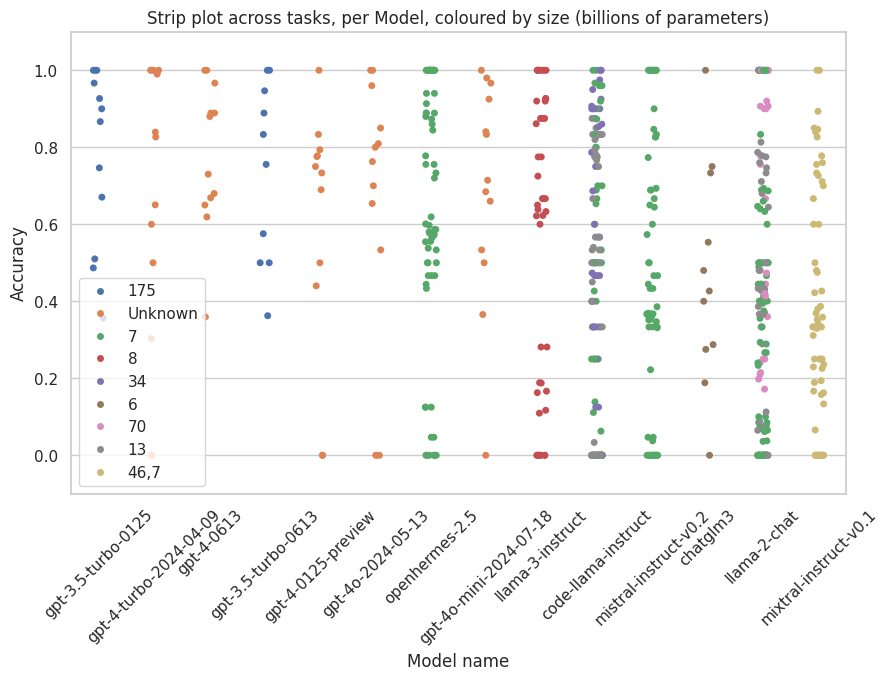 Strip plot across tasks, per Model, coloured by size (billions of parameters)
Accuracy
1.0
0.8
0.6
0.4
0.2
0.0
175
Unknown
7
8
34
6
70
13
46,7
gpt-3.5-turbo-0125
gpt-4-turbo-2024-04-09
gpt-4-0613
gpt-3.5-turbo-0613
gpt-4-0125-preview
gpt-4o-2024-05-13
openhermes-2.5
gpt-4o-mini-2024-07-18
llama-3-instruct
code-llama-instruct
mistral-instruct-v0.2
chatglm3
llama-2-chat
mixtral-instruct-v0.1
Model name